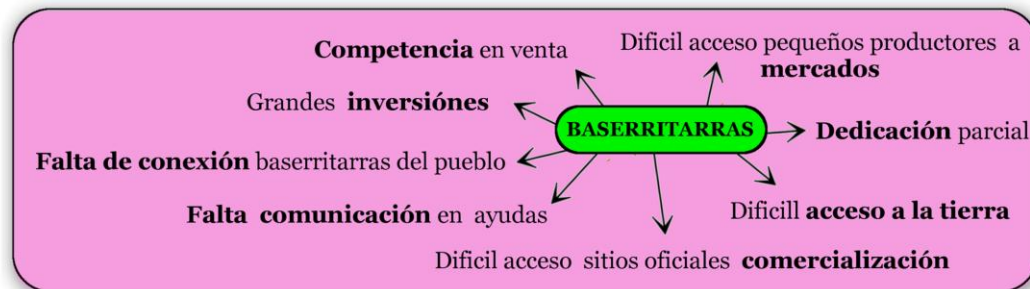 Competencia en venta
Dificil acceso pequeños productores a
mercados
Grandes inversiónes
BASERRITARRAS
Dedicación parcial
Falta de conexión baserritarras del pueblo
Falta comunicación en ayudas
Dificill acceso a la tierra
Dificil acceso sitios oficiales comercialización